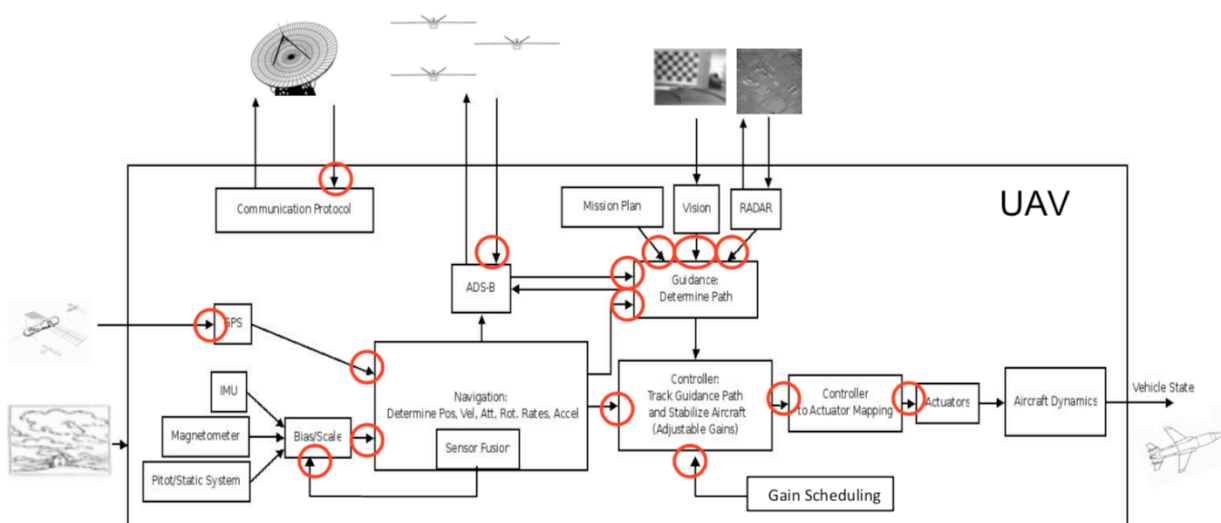 UAV
Communication Protocol
Mission Plan
Vision
RADAR
ADS-B
Guidance:
Determine Path
GPS
IMU
Magnetometer
Pitot/Static System
Bias/Scale
Navigation:
Determine Pos, Vel, Att, Rot. Rates, Accel
Sensor Fusion
Controller:
Track Guidance Path
and Stabilize Aircraft
(Adjustable Gains)
Controller
to Actuator Mapping
Actuators
Aircraft Dynamics
Vehicle State
Gain Scheduling